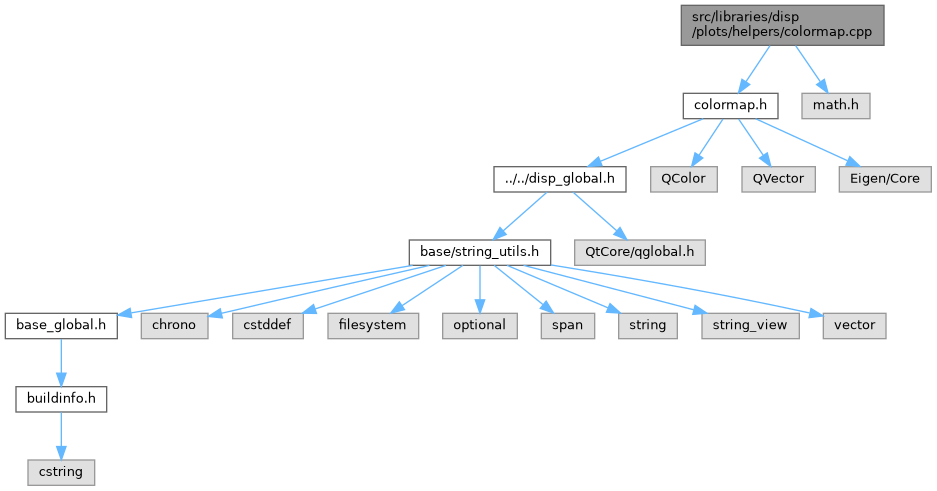 src/libraries/disp
/plots/helpers/colormap.cpp
colormap.h
math.h
../../disp_global.h
QColor
QVector
Eigen/Core
base/string_utils.h
QtCore/qglobal.h
base_global.h
chrono
cstddef
filesystem
optional
span
string
string_view
vector
buildinfo.h
cstring